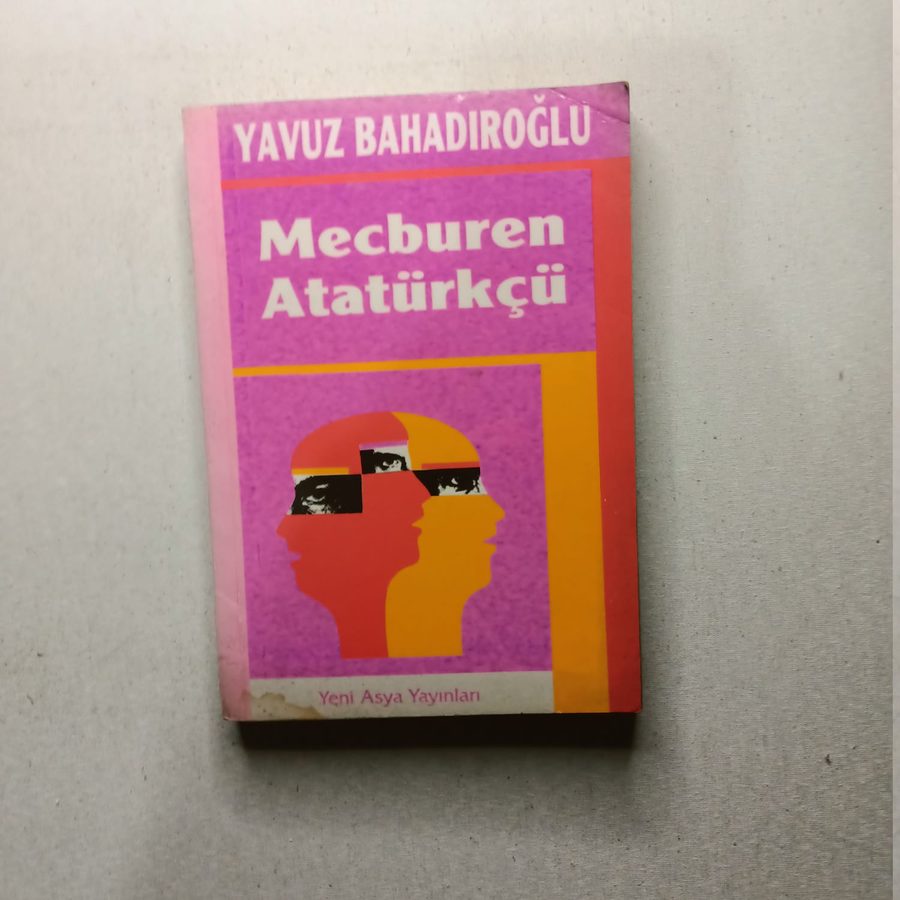 YAVUZ BAHADIROĞLU
Mecburen
Atatürkçü
Yeni Asya Yayınları